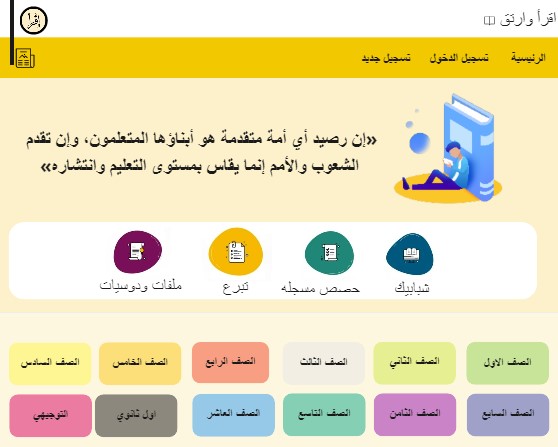 اقرأ وارتق
إقرأ
الرئيسية
تسجيل الدخول
تسجيل جديد
«إن رصيد أي أمة متقدمة هو أبناؤها المتعلمون، وإن تقدم
الشعوب والأمم إنما يقاس بمستوى التعليم وانتشاره»
شبابيك
حصص مسجله
تبرع
ملفات ودوسيات
الصف الاول
الصف الثاني
الصف الثالث
الصف الرابع
الصف الخامس
الصف السادس
الصف السابع
الصف الثامن
الصف التاسع
الصف العاشر
اول ثانوي
التوجيهي